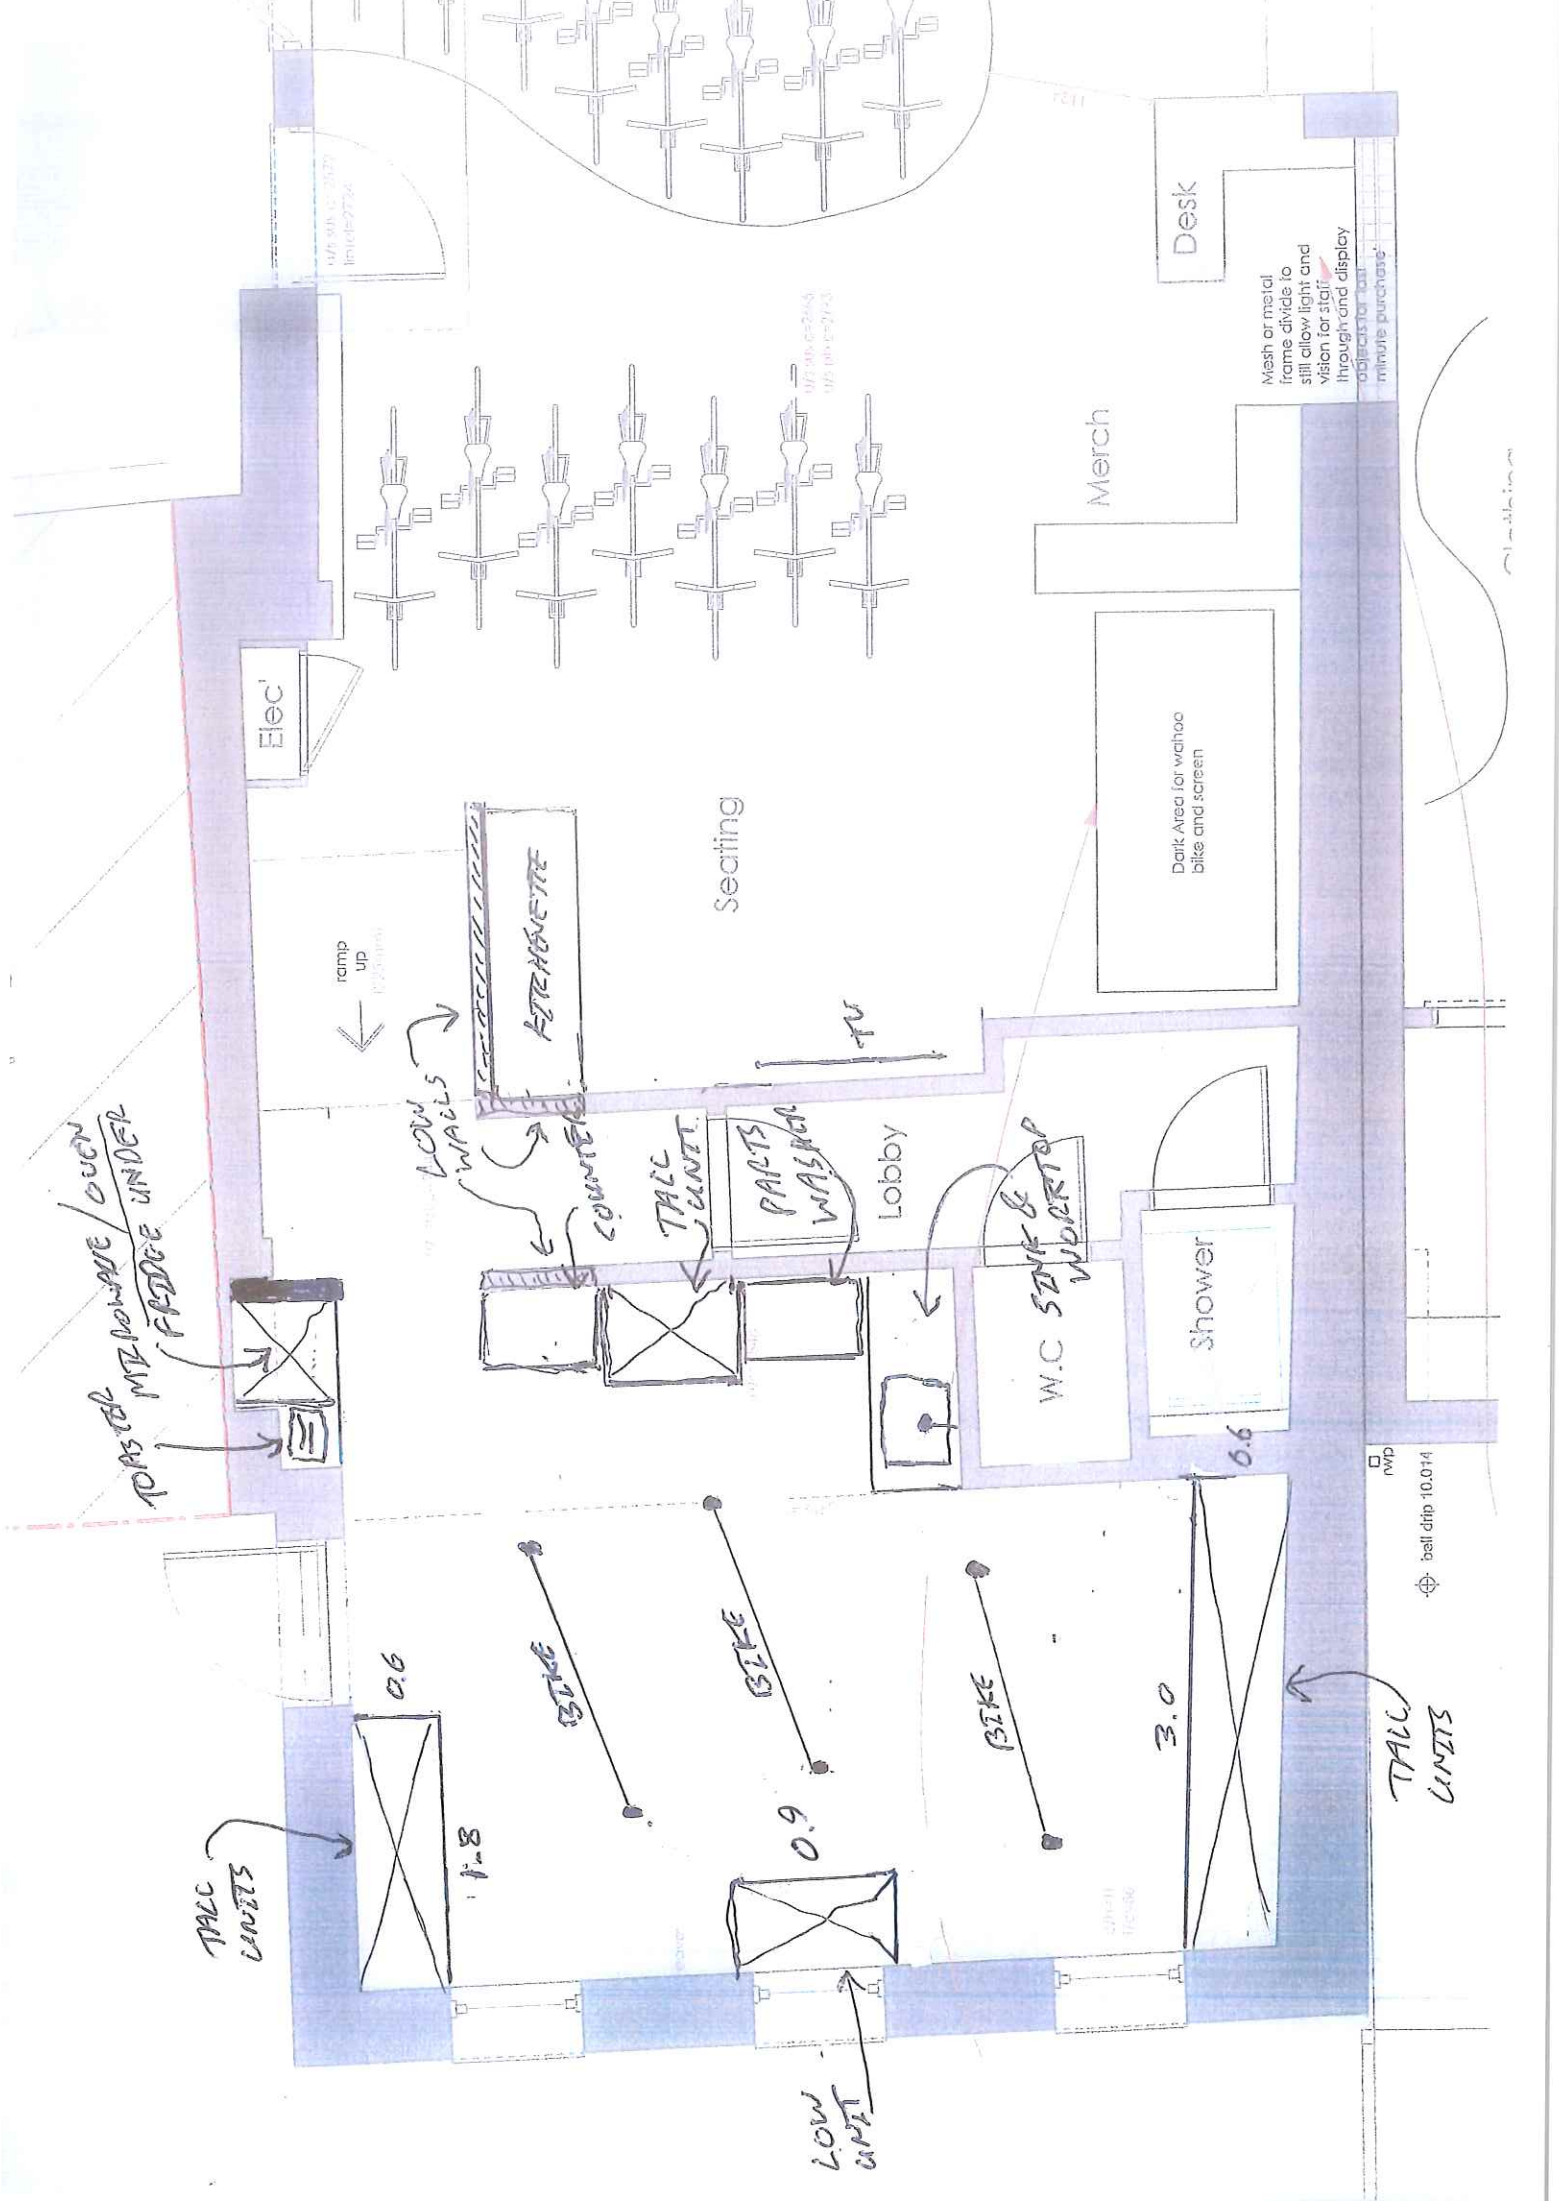 TOASTER
MICROWAVE/OVEN
FRIDGE UNDER
TALL
UNITS
0.6
1.8
LOW
WALLS
ramp
up
Elec'
KITCHENETTE
COUNTER
TALL
UNIT
PARTS
WASHER
BIKE
BIKE
BIKE
0.9
LOW
UNIT
TV
Seating
Lobby
SINK &
WORKTOP
W.C
Shower
0.6
3.0
TALL
UNITS
Merch
Desk
Mesh or metal
frame divide to
still allow light and
vision for staff
through and display
objects for last
minute purchase'
Dark Area for wahoo
bike and screen
Clothing
rwp
bell drip 10.014